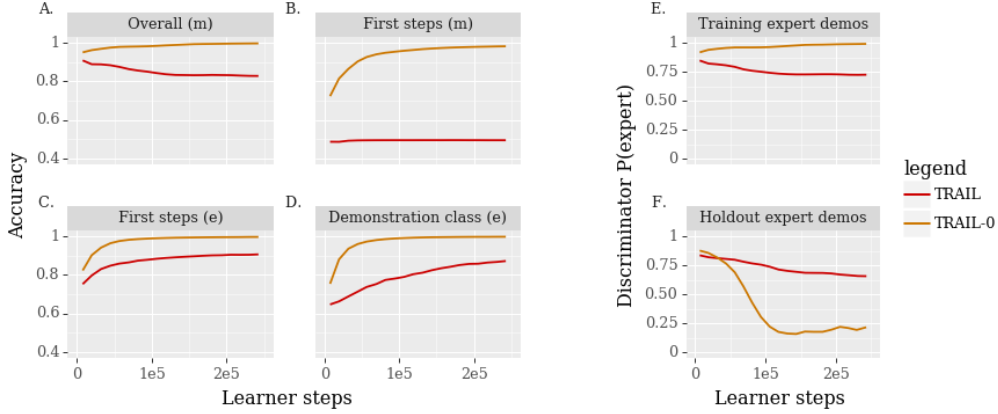 A.
Overall (m)
B.
First steps (m)
E.
Training expert demos
1
0.8
0.6
0.4
1
0.75
0.50
0.25
0
Accuracy
Discriminator P(expert)
legend
TRAIL
TRAIL-0
C.
First steps (e)
D.
Demonstration class (e)
F.
Holdout expert demos
1
0.8
0.6
0.4
1
0.75
0.50
0.25
0
0 1e5 2e5
0 1e5 2e5
0 1e5 2e5
Learner steps
Learner steps